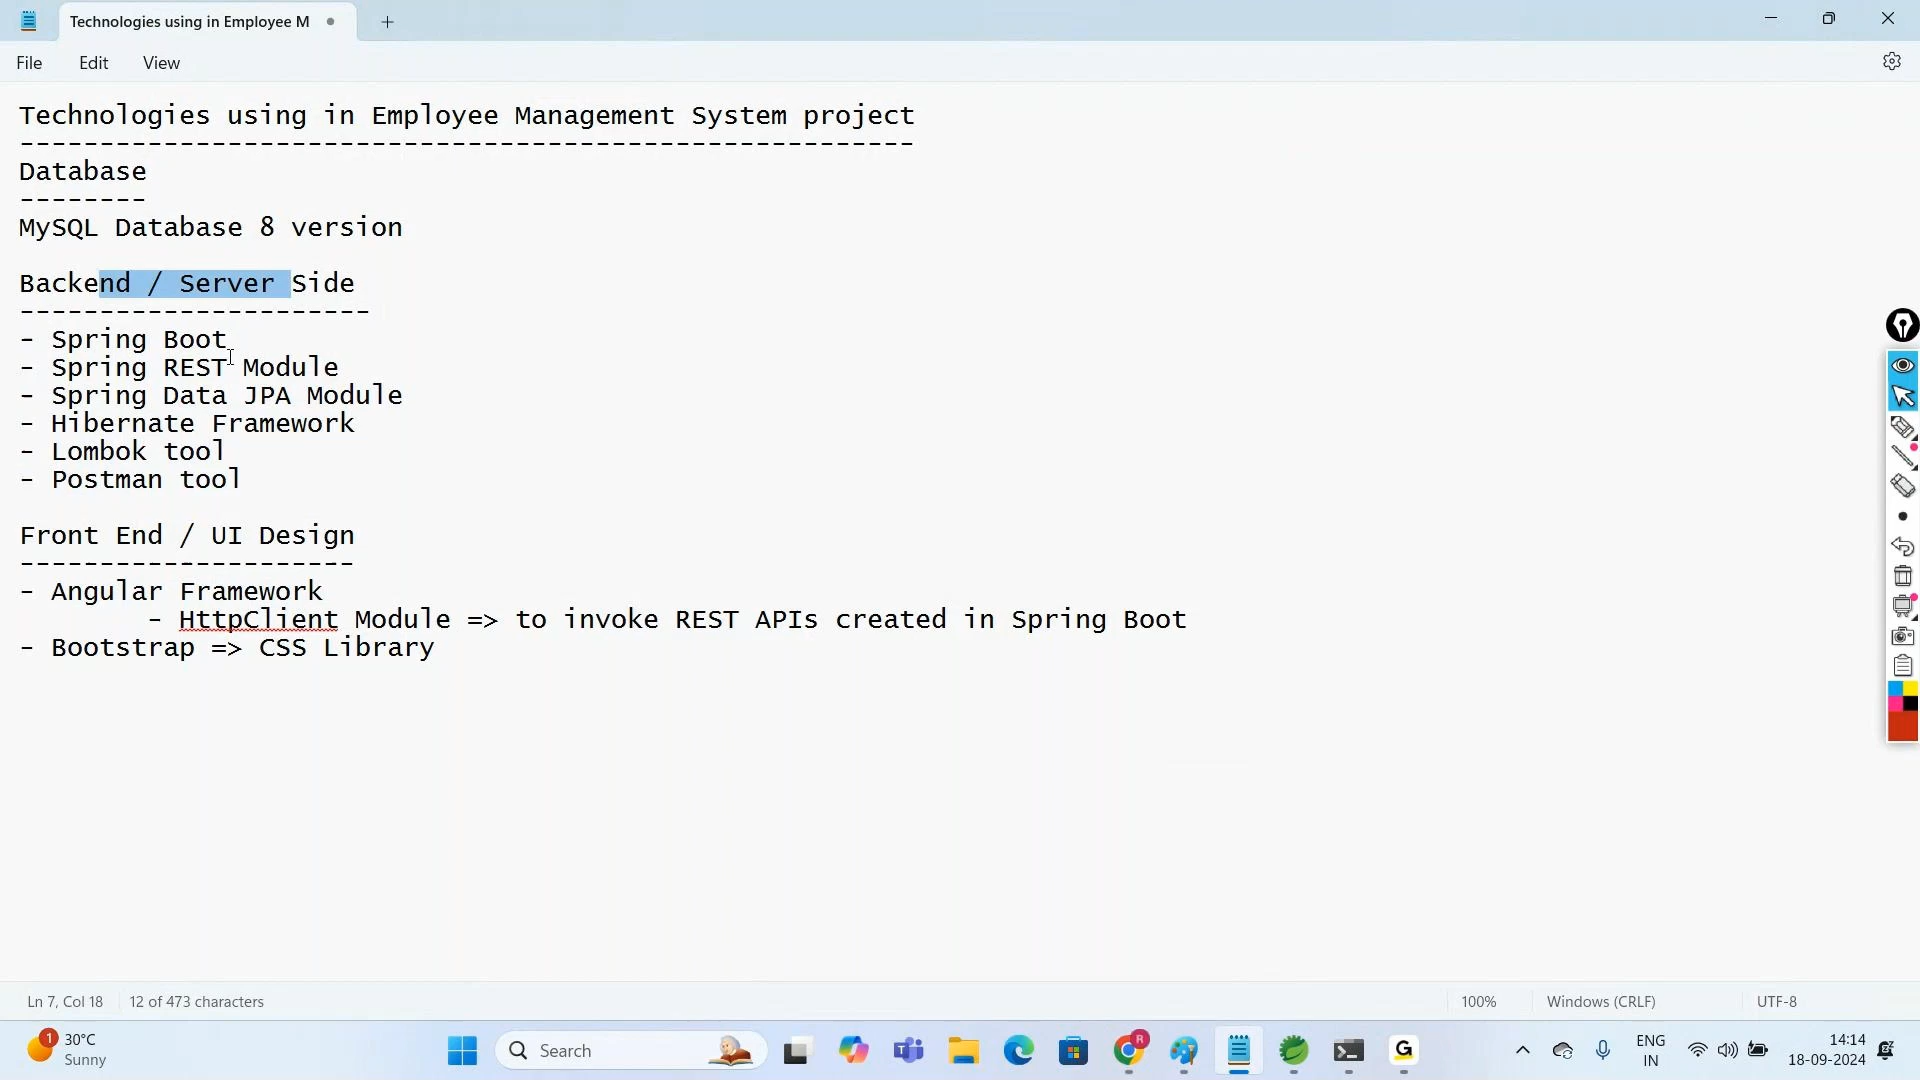 Technologies using in Employee M
File Edit View
Technologies using in Employee Management System project
--------------------------------------------------------
Database
--------
MySQL Database 8 version
Backend / Server Side
----------------------
- Spring Boot
- Spring REST Module
- Spring Data JPA Module
- Hibernate Framework
- Lombok tool
- Postman tool
Front End / UI Design
---------------------
- Angular Framework
- HttpClient Module => to invoke REST APIs created in Spring Boot
- Bootstrap => CSS Library
Ln 7, Col 18 12 of 473 characters 100% Windows (CRLF) UTF-8
1 30°C
Sunny
Search
R
G
ENG
IN
14:14
18-09-2024